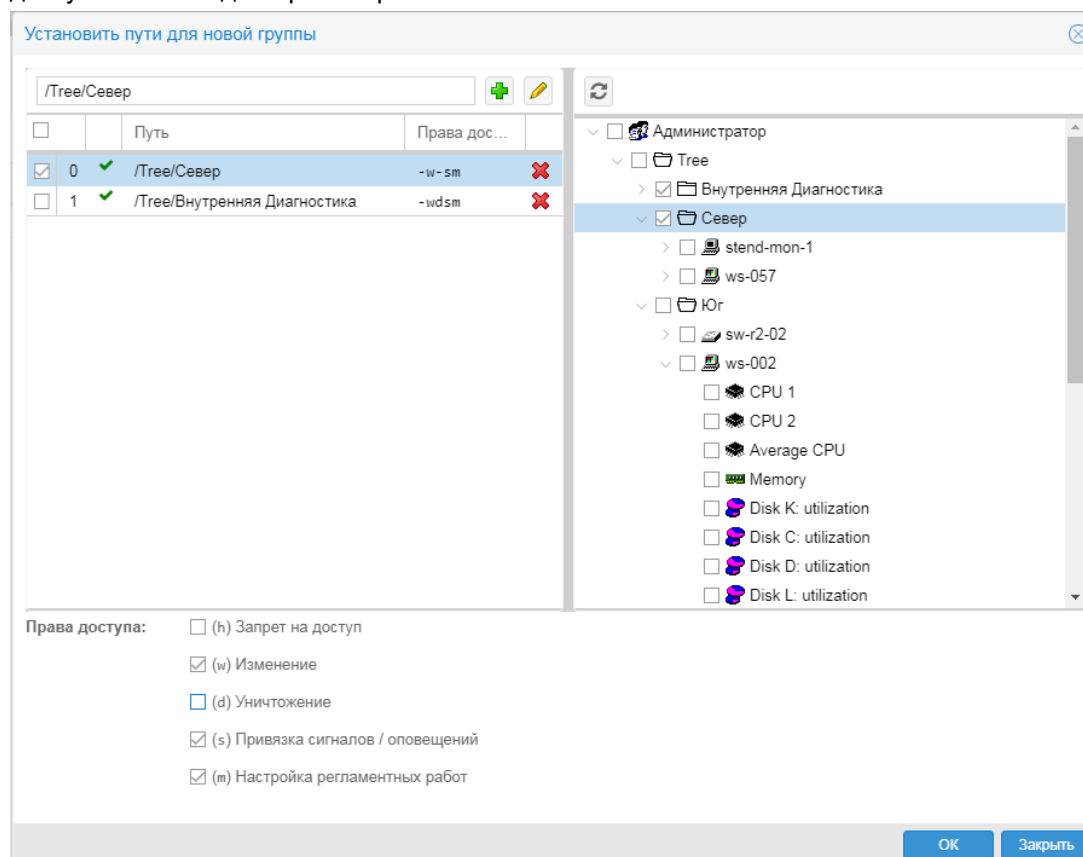 Установить пути для новой группы
/Tree/Север
Путь
Права дос...
0 /Tree/Север -w-sm
1 /Tree/Внутренняя Диагностика -wdsm
Администратор
Tree
Внутренняя Диагностика
Север
stend-mon-1
ws-057
Юг
sw-r2-02
ws-002
CPU 1
CPU 2
Average CPU
Memory
Disk K: utilization
Disk C: utilization
Disk D: utilization
Disk L: utilization
Права доступа:
(h) Запрет на доступ
(w) Изменение
(d) Уничтожение
(s) Привязка сигналов / оповещений
(m) Настройка регламентных работ
ОК
Закрыть